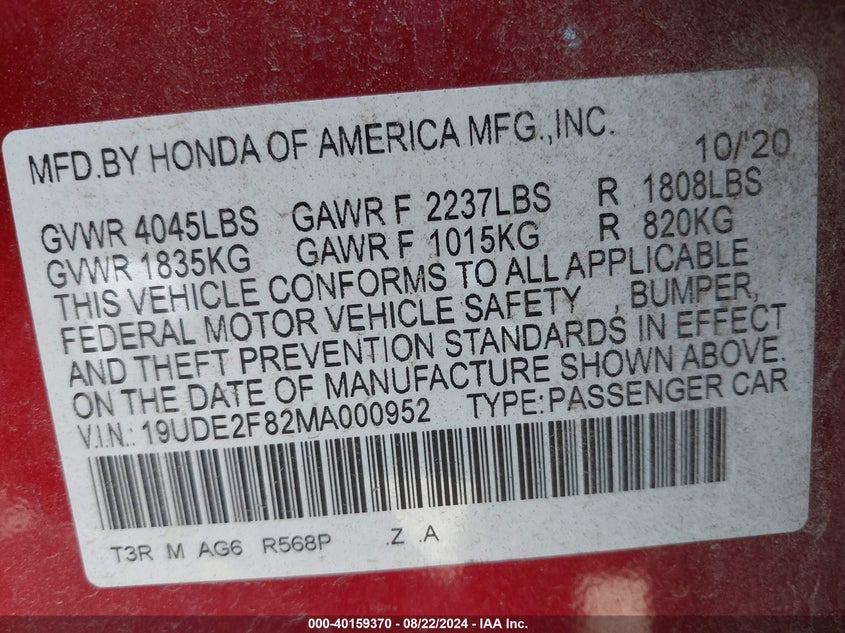 MFD.BY HONDA OF AMERICA MFG.,INC. 10/'20
GVWR 4045LBS GAWR F 2237LBS R 1808LBS
GVWR 1835KG GAWR F 1015KG R 820KG
THIS VEHICLE CONFORMS TO ALL APPLICABLE
FEDERAL MOTOR VEHICLE SAFETY , BUMPER,
AND THEFT PREVENTION STANDARDS IN EFFECT
ON THE DATE OF MANUFACTURE SHOWN ABOVE.
V.I.N.: 19UDE2F82MA000952 TYPE:PASSENGER CAR
T3R M AG6 R568P .Z .A
000-40159370 - 08/22/2024 - IAA Inc.